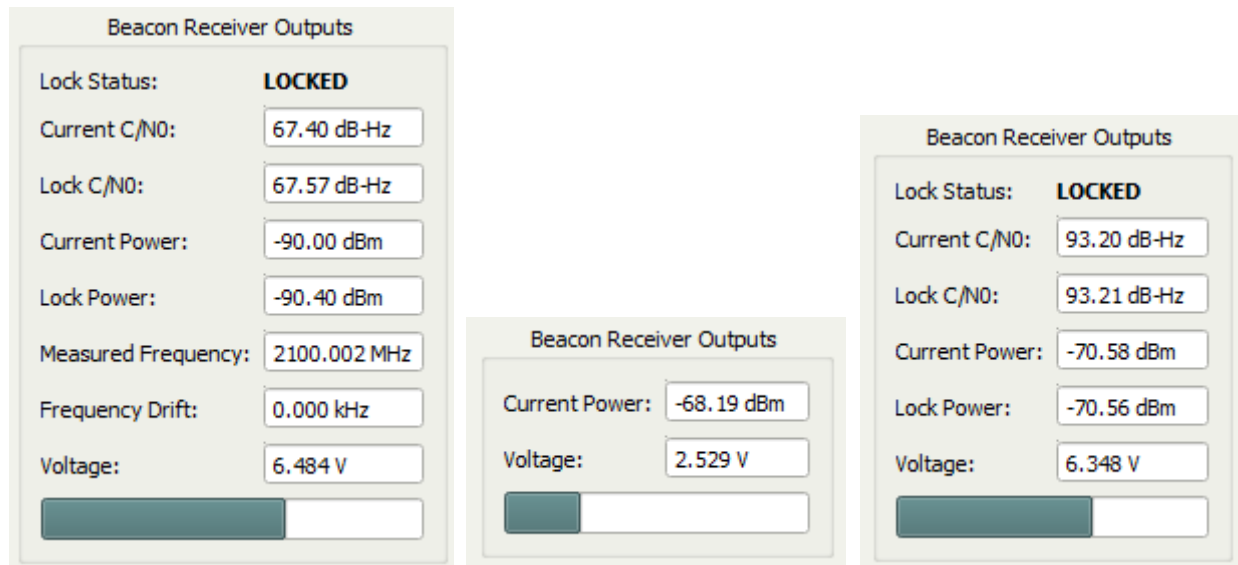 Beacon Receiver Outputs
Lock Status: LOCKED
Current C/N0: 67.40 dB-Hz
Lock C/N0: 67.57 dB-Hz
Current Power: -90.00 dBm
Lock Power: -90.40 dBm
Measured Frequency: 2100.002 MHz
Frequency Drift: 0.000 kHz
Voltage: 6.484 V
Beacon Receiver Outputs
Current Power: -68.19 dBm
Voltage: 2.529 V
Beacon Receiver Outputs
Lock Status: LOCKED
Current C/N0: 93.20 dB-Hz
Lock C/N0: 93.21 dB-Hz
Current Power: -70.58 dBm
Lock Power: -70.56 dBm
Voltage: 6.348 V